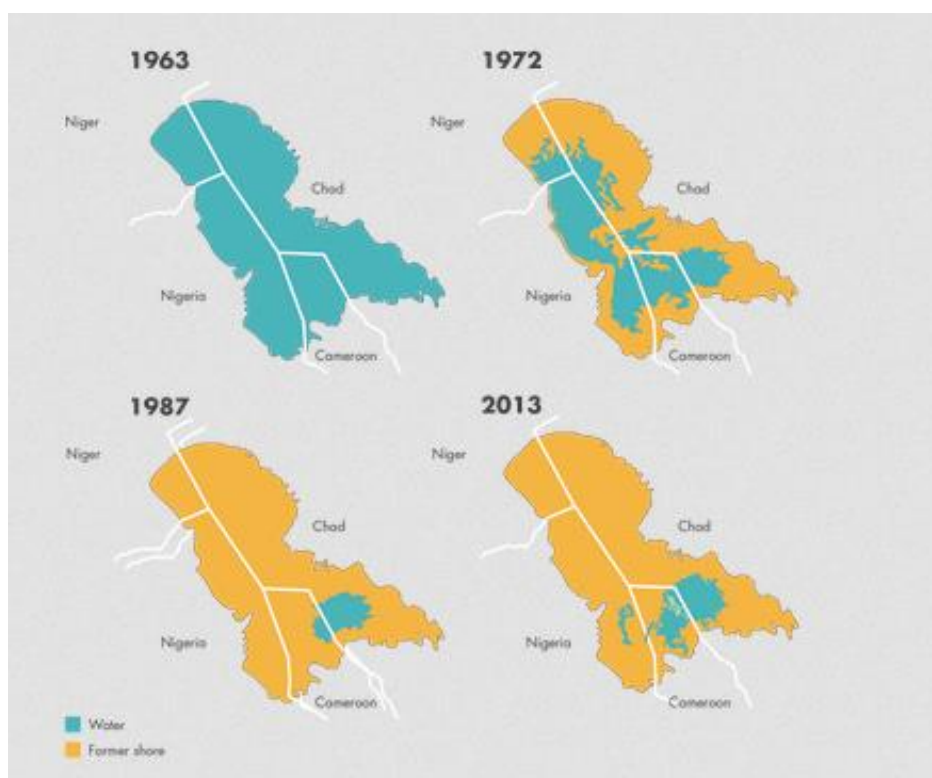 1963
Niger
Chad
Nigeria
Cameroon
1972
Niger
Chad
Nigeria
Cameroon
1987
Niger
Chad
Nigeria
Cameroon
2013
Niger
Chad
Nigeria
Cameroon
Water
Former shore